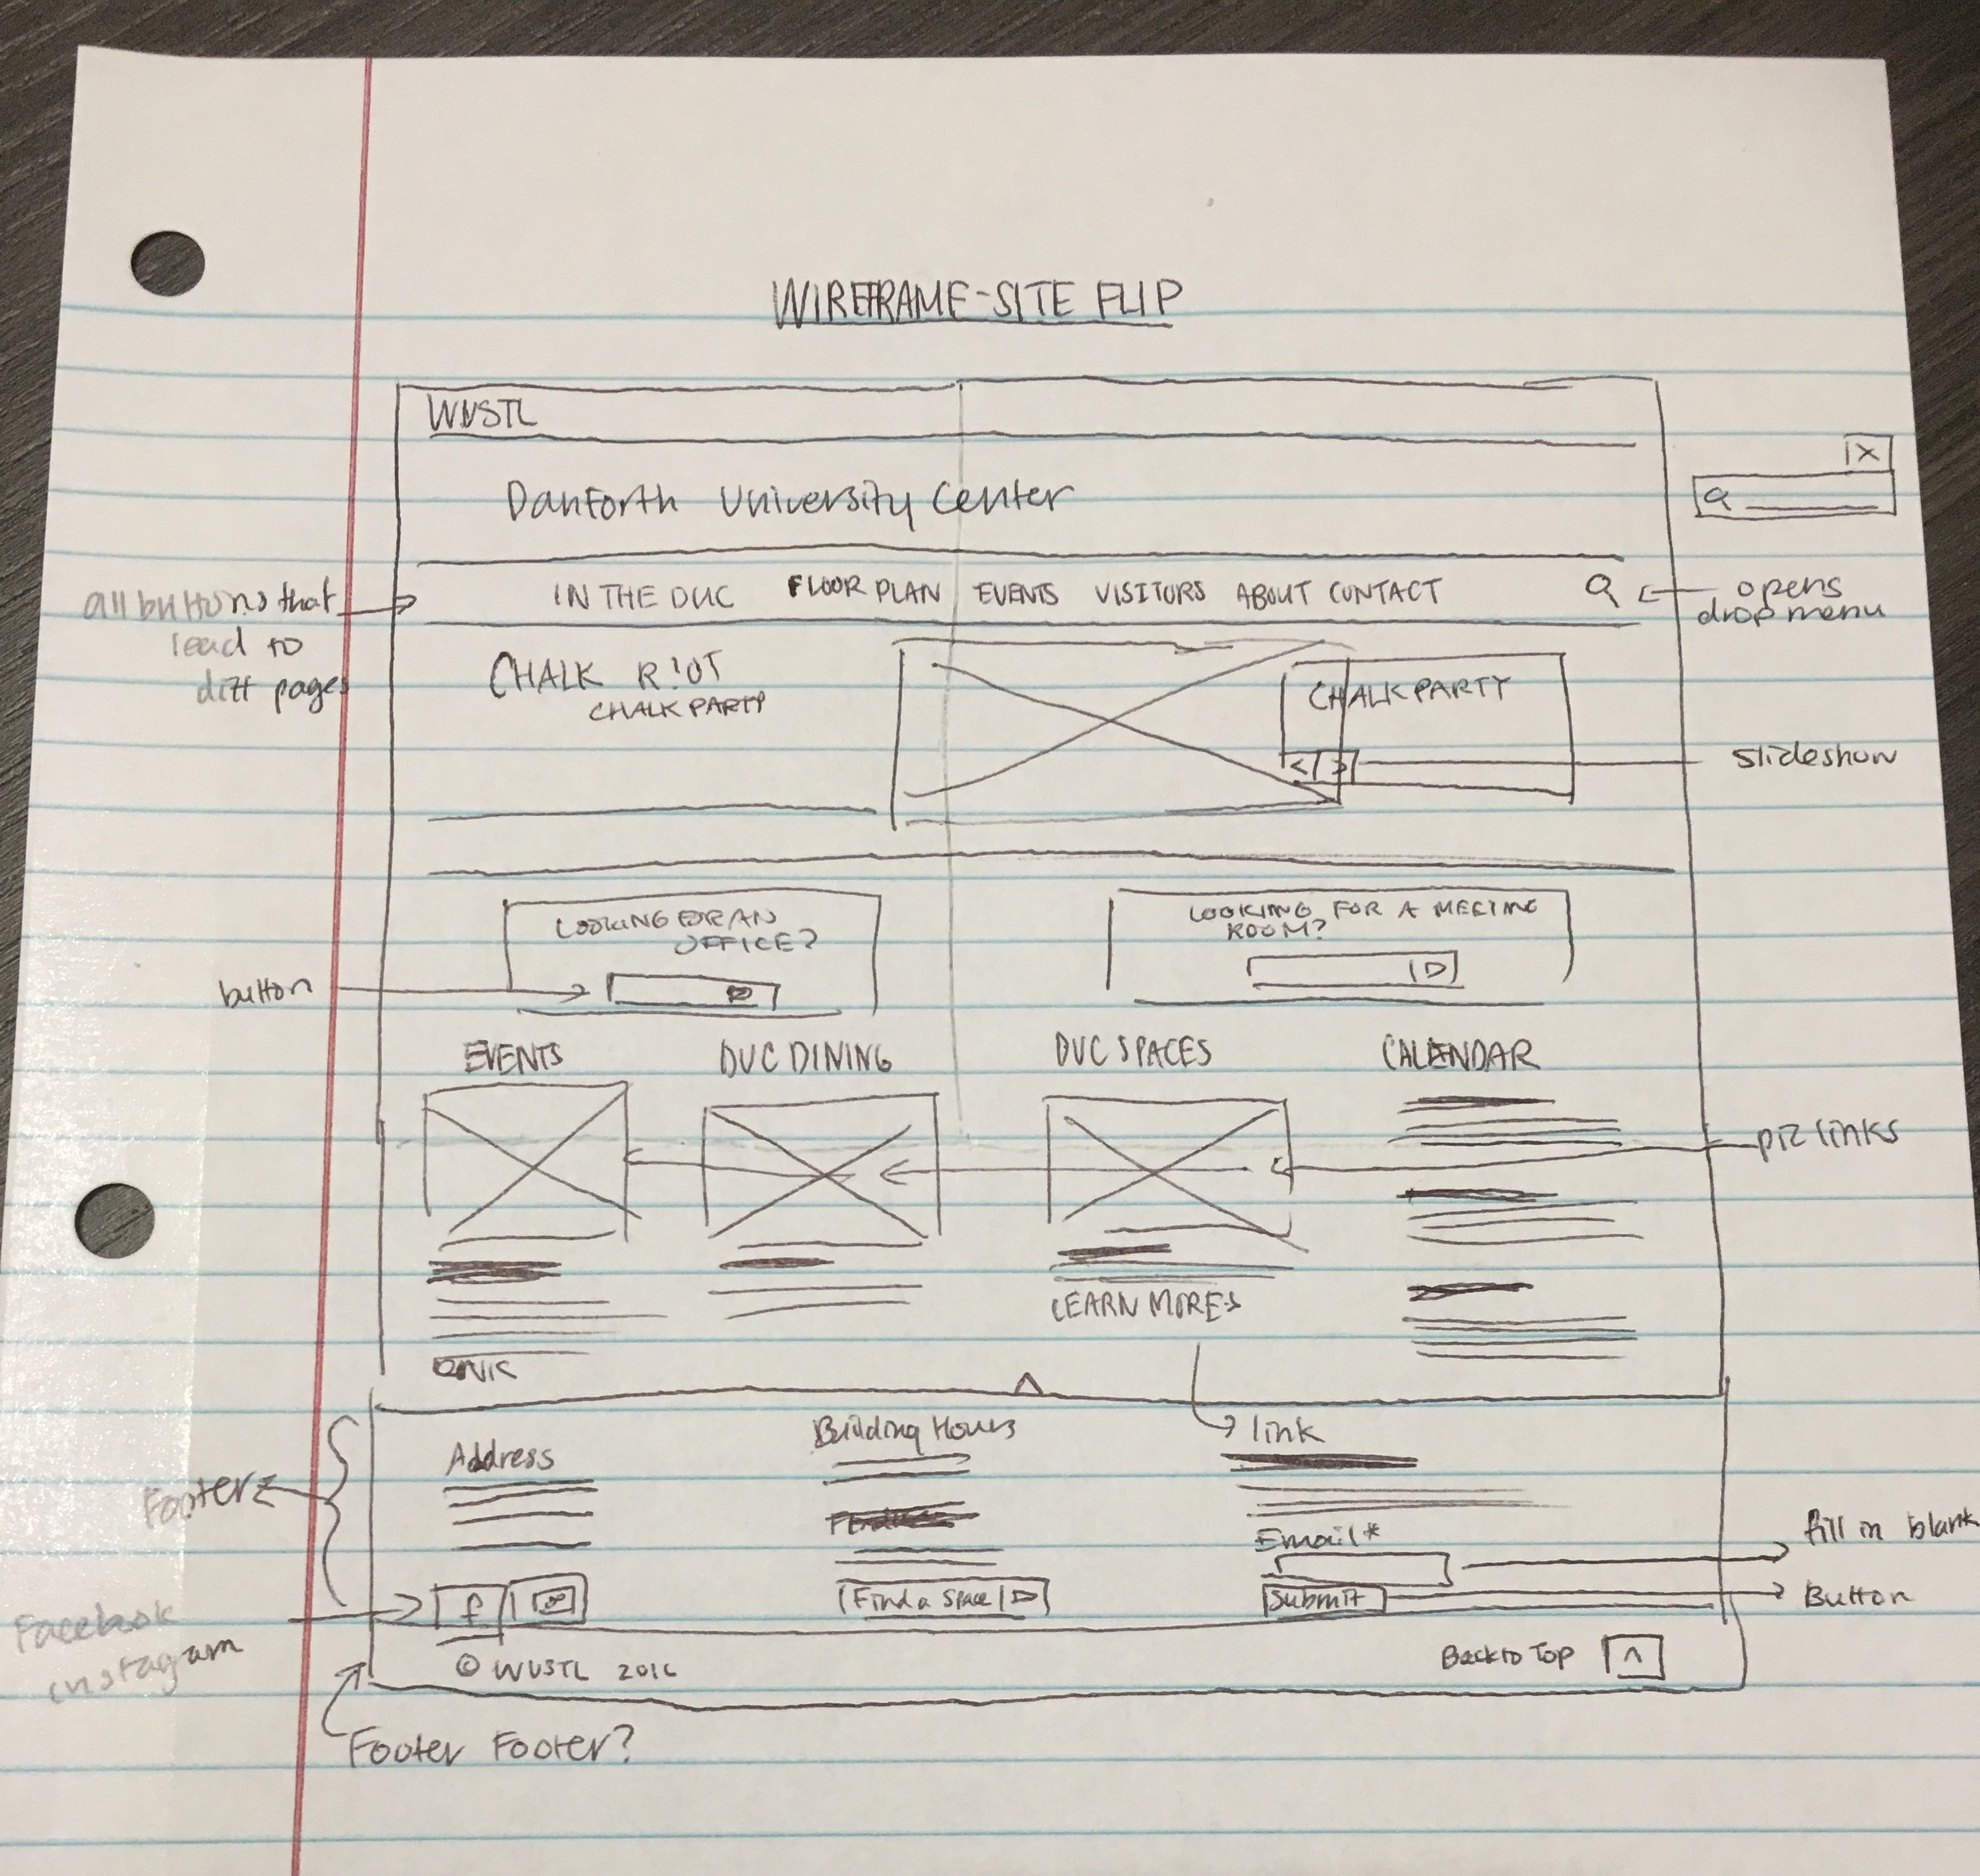 WIREFRAME-SITE FLIP
WUSTL
Danforth University Center
all buttons that
lead to
diff pages
IN THE DUC FLOOR PLAN EVENTS VISITORS ABOUT CONTACT
opens
drop menu
CHALK RIOT
CHALK PARTY
CHALK PARTY
< >
slideshow
LOOKING FOR AN
OFFICE?
LOOKING FOR A MEETING
ROOM?
button
EVENTS DUC DINING DUC SPACES CALENDAR
pic links
LEARN MORE>
LINK
link
Footer
Address
Building Hours
Email*
fill in blank
f
Find a Space
Submit
Button
Facebook
instagram
© WUSTL 2016
Back to Top ^
Footer Footer?